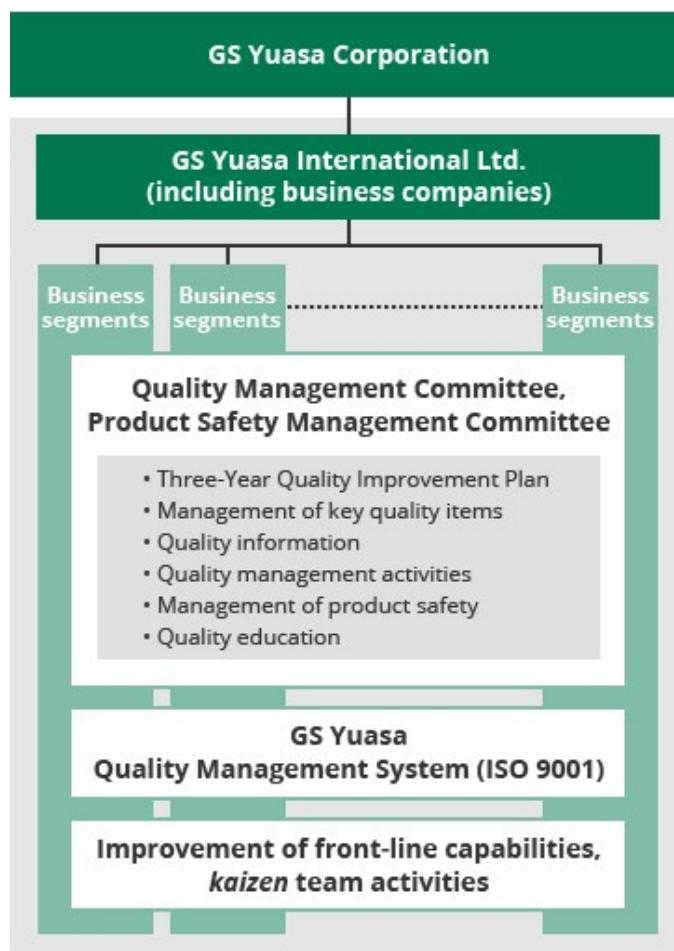 GS Yuasa Corporation
GS Yuasa International Ltd.
(including business companies)
Business
segments
Business
segments
Business
segments
Quality Management Committee,
Product Safety Management Committee
• Three-Year Quality Improvement Plan
• Management of key quality items
• Quality information
• Quality management activities
• Management of product safety
• Quality education
GS Yuasa
Quality Management System (ISO 9001)
Improvement of front-line capabilities,
kaizen team activities